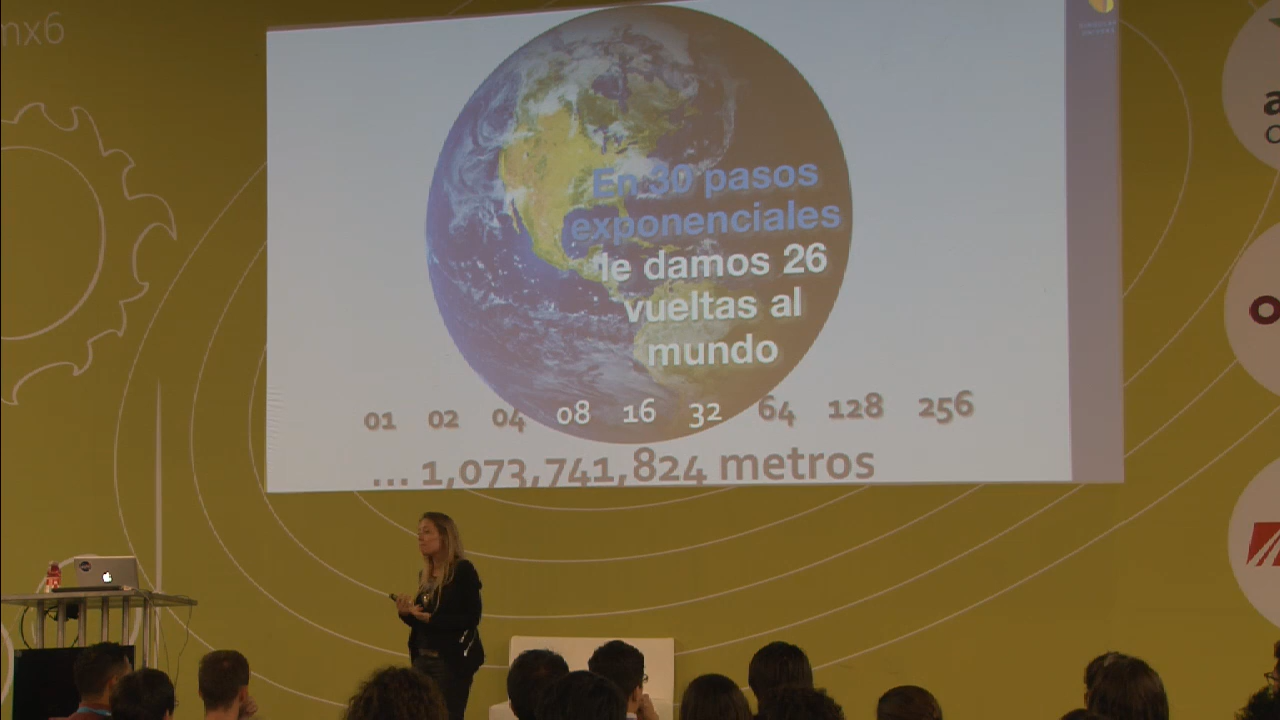 mx6
En 30 pasos
exponenciales
le damos 26
vueltas al
mundo
01 02 04 08 16 32 64 128 256
... 1,073,741,824 metros